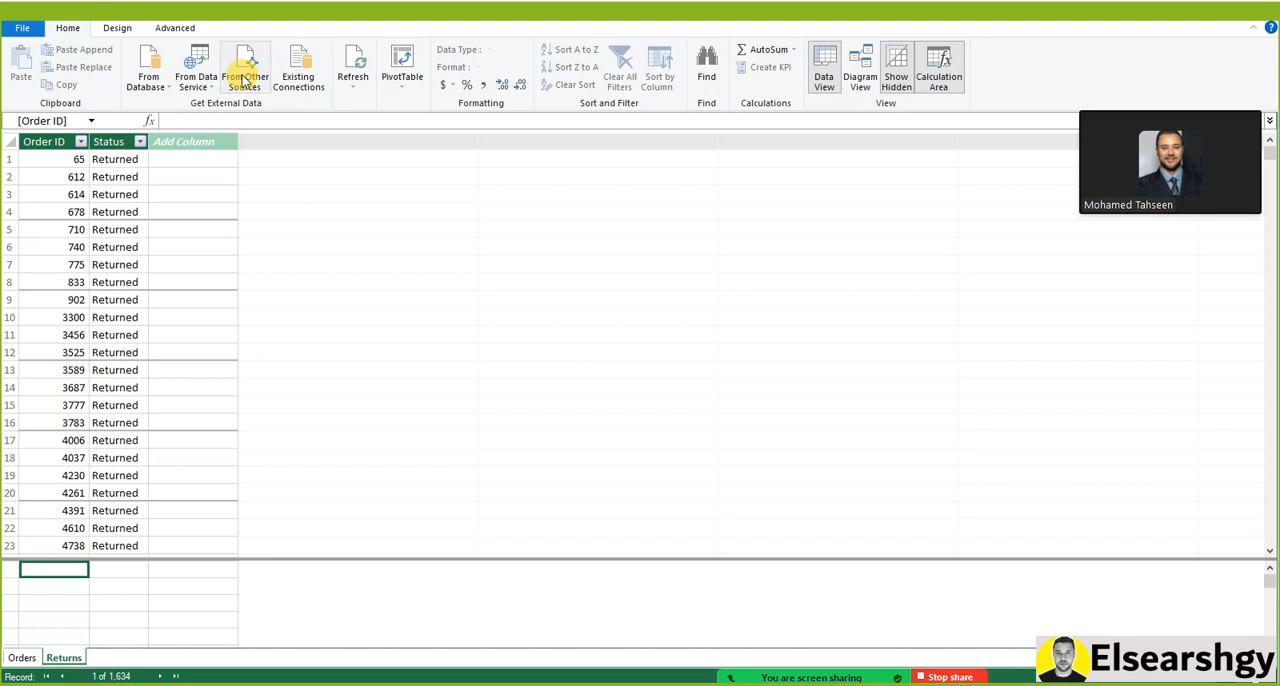 File Home Design Advanced
Paste
Paste Append
Paste Replace
Copy
Clipboard
From Database
From Data Service
From Other Sources
Existing Connections
Get External Data
Refresh
PivotTable
Data Type :
Format :
$ % ,
Formatting
Sort A to Z
Sort Z to A
Clear Sort
Clear All Filters
Sort by Column
Sort and Filter
Find
Find
AutoSum
Create KPI
Calculations
Data View
Diagram View
Show Hidden
Calculation Area
View
[Order ID] fx
Order ID Status Add Column
1 65 Returned
2 612 Returned
3 614 Returned
4 678 Returned
5 710 Returned
6 740 Returned
7 775 Returned
8 833 Returned
9 902 Returned
10 3300 Returned
11 3456 Returned
12 3525 Returned
13 3589 Returned
14 3687 Returned
15 3777 Returned
16 3783 Returned
17 4006 Returned
18 4037 Returned
19 4230 Returned
20 4261 Returned
21 4391 Returned
22 4610 Returned
23 4738 Returned
Mohamed Tahseen
Orders Returns
Elsearshgy
Record: 1 of 1,634
You are screen sharing Stop share